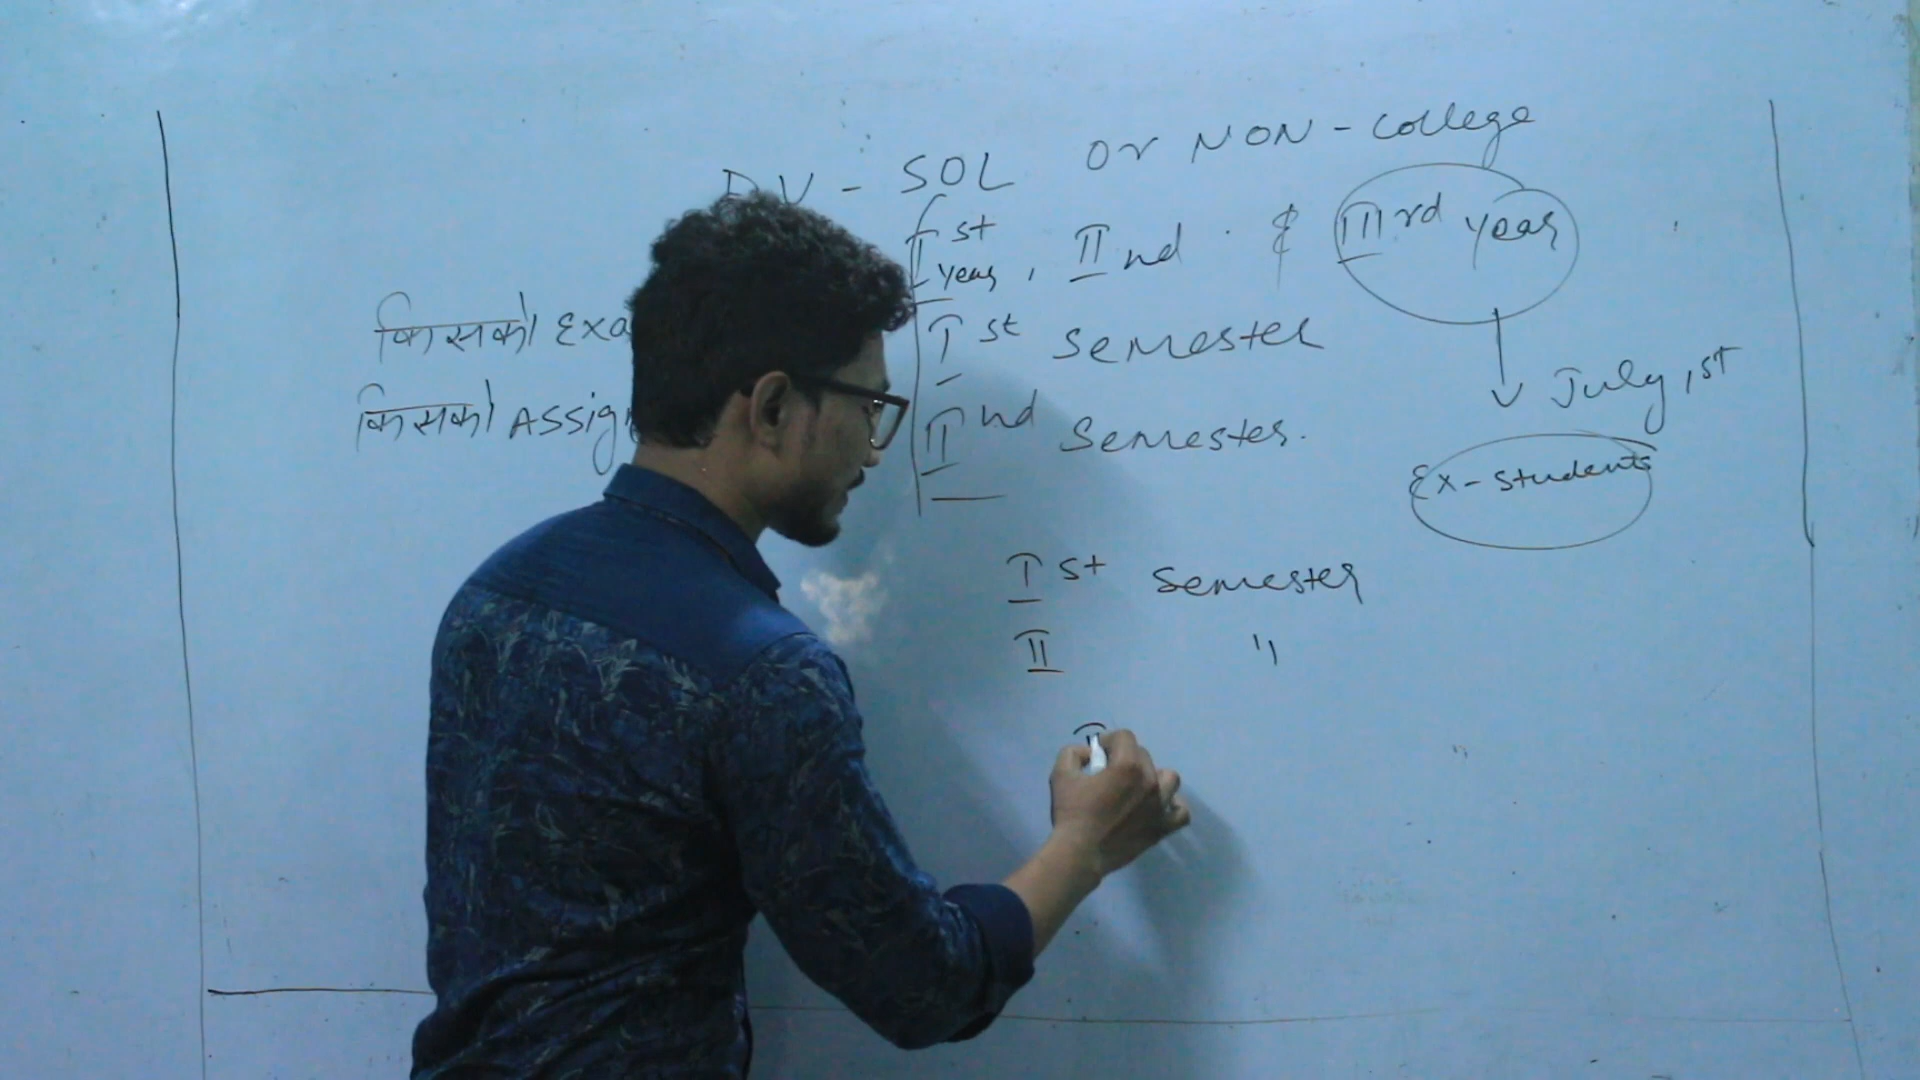 DU - SOL or NON-college
Ist year, IInd & IIIrd year
किसको Exa
Ist Semester
July 1st
किसको Assig
IInd Semester.
Ex-students
Ist Semester
II "